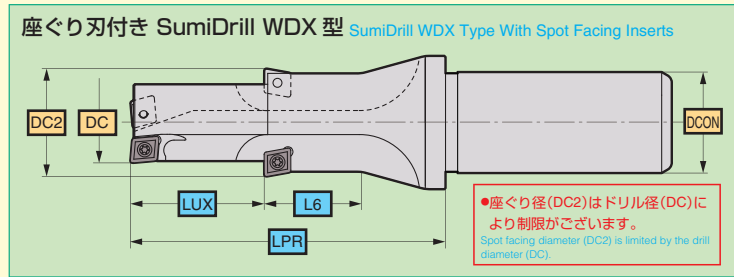 座ぐり刃付き SumiDrill WDX 型 SumiDrill WDX Type With Spot Facing Inserts
DC2
DC
DCON
LUX
L6
LPR
●座ぐり径(DC2)はドリル径(DC)に
より制限がございます。
Spot facing diameter (DC2) is limited by the drill
diameter (DC).